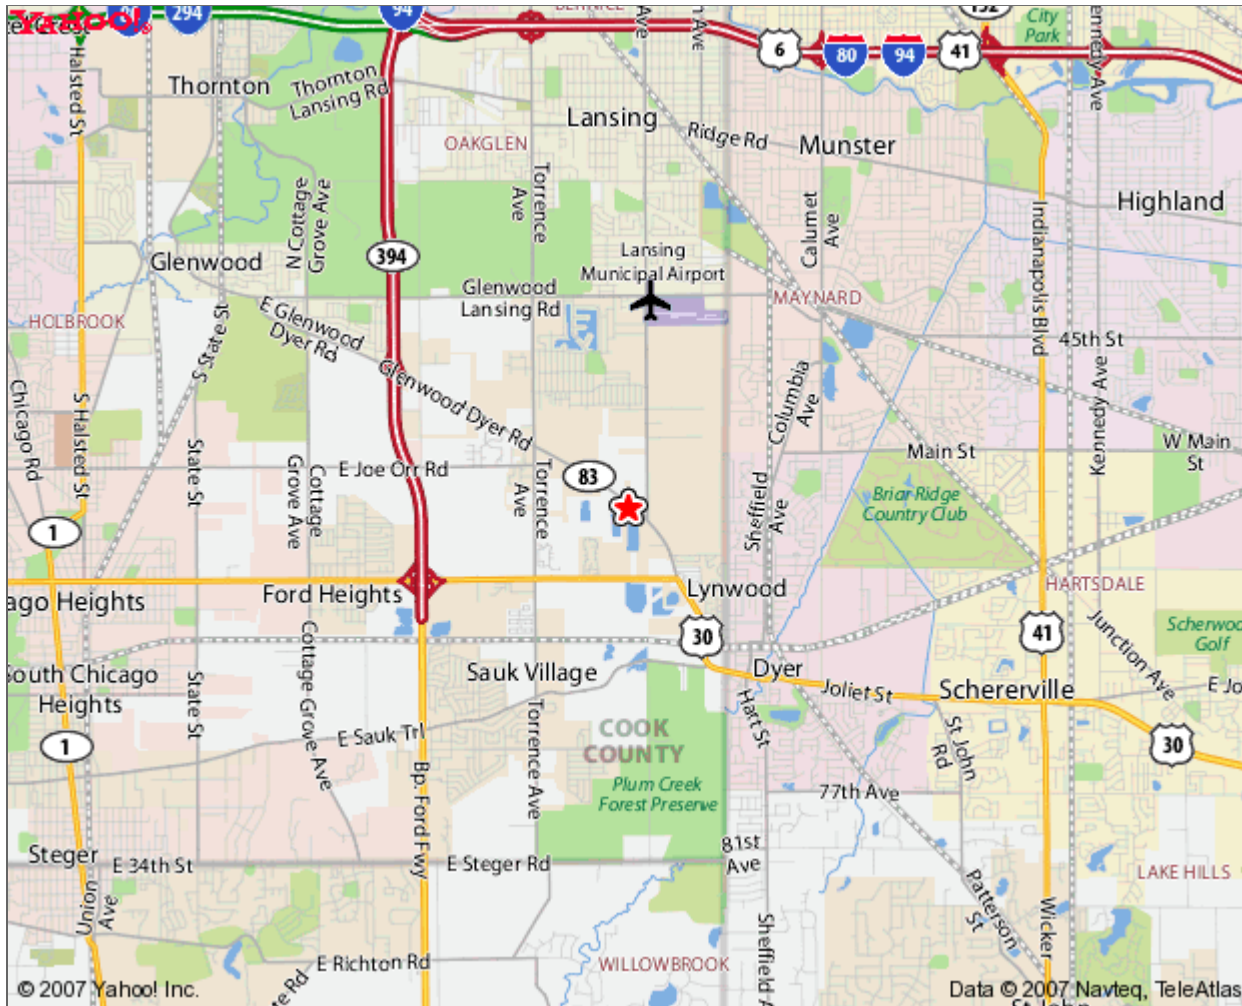 YAHOO!
294
94
6
80
94
41
City
Park
Kennedy Ave
Halsted St
Thornton
Thornton
Lansing Rd
Lansing
Ridge Rd
Munster
OAKGLEN
Highland
Torrence
Ave
N Cottage
Grove Ave
Calumet
Ave
Indianapolis Blvd
394
Glenwood
Lansing
Municipal Airport
Glenwood
Lansing Rd
MAYNARD
HOLBROOK
E Glenwood
Dyer Rd
S State St
45th St
Glenwood Dyer Rd
Columbia
Ave
Kennedy Ave
Chicago Rd
S Halsted St
State St
Main St
W Main
St
E Joe Orr Rd
Cottage
Grove Ave
Torrence
Ave
83
Sheffield
Ave
Briar Ridge
Country Club
1
Ford Heights
Lynwood
HARTSDALE
ago Heights
30
41
Junction Ave
Scherwoo
Golf
South Chicago
Heights
State St
Cottage Grove Ave
Sauk Village
Dyer
Joliet St
Schererville
E Jo
Hart St
Torrence Ave
E Sauk Trl
COOK
COUNTY
St John
Rd
1
30
Bp. Ford Fwy
Plum Creek
Forest Preserve
77th Ave
Steger
E 34th St
E Steger Rd
81st
Ave
LAKE HILLS
Union
Ave
Patterson
St
Wicker
Sheffield A
E Richton Rd
WILLOWBROOK
te Rd
© 2007 Yahoo! Inc.
Data © 2007 Navteq, TeleAtlas
St John